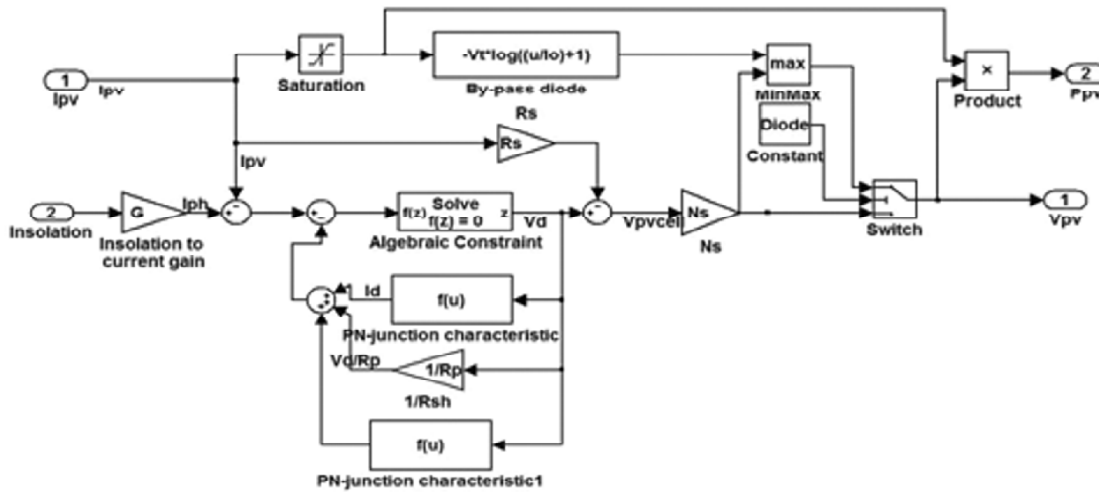 1
Ipv
Ipv
Saturation
-Vt*log((u/Io)+1)
By-pass diode
max
MinMax
×
Product
2
Ppv
Rs
Rs
Diode
Constant
Ipv
2
Insolation
G
Insolation to
current gain
Iph
Solve
f(z)
f(z) = 0
z
Algebraic Constraint
Vd
Vpvcell
Ns
Ns
Switch
1
Vpv
Id
f(u)
PN-junction characteristic
Vd/Rp
1/Rp
1/Rsh
f(u)
PN-junction characteristic1